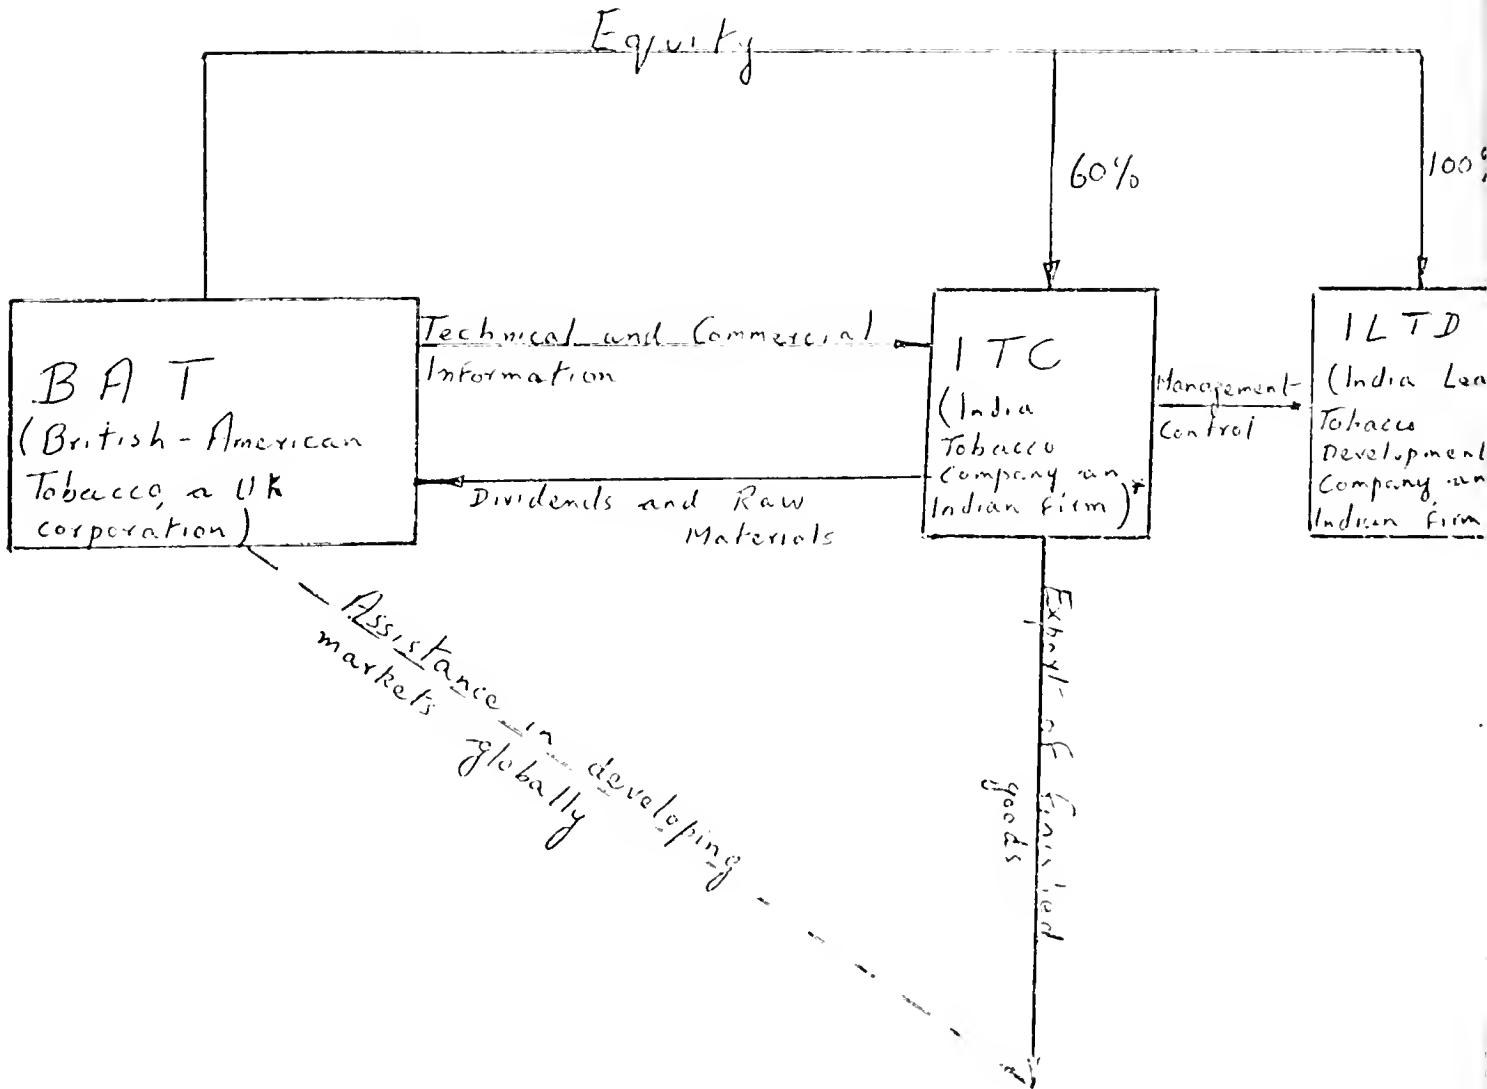 Equity
60%
100%
BAT
(British-American
Tobacco, a UK
corporation)
Technical and Commercial
Information
Dividends and Raw
Materials
ITC
(India
Tobacco
Company an
Indian Firm)*
Management
Control
ILTD
(India Lea
Tobacco
Development
Company an
Indian Firm
Assistance in developing
markets globally
Export of finished
goods